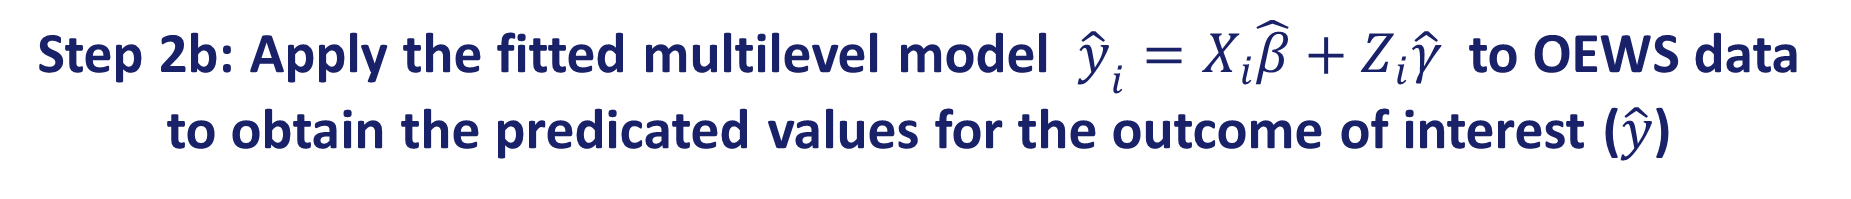 Step 2b: Apply the fitted multilevel model ŷᵢ = Xᵢβ̂ + Zᵢγ̂ to OEWS data
to obtain the predicated values for the outcome of interest (ŷ)